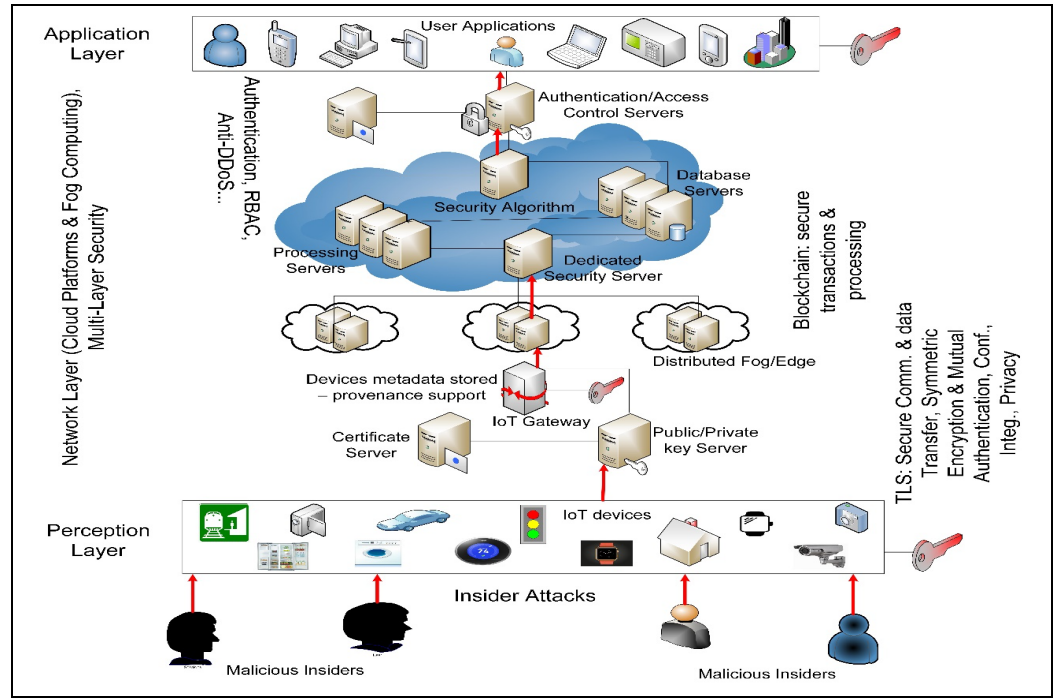 Application
Layer
User Applications
Authentication/Access
Control Servers
Authentication, RBAC,
Anti-DDoS...
Network Layer (Cloud Platforms & Fog Computing),
Multi-Layer Security
Security Algorithm
Database
Servers
Processing
Servers
Dedicated
Security Server
Blockchain: secure
transactions &
processing
Distributed Fog/Edge
Devices metadata stored
– provenance support
IoT Gateway
Certificate
Server
Public/Private
key Server
TLS: Secure Comm. & data
Transfer, Symmetric
Encryption & Mutual
Authentication, Conf.,
Integ., Privacy
Perception
Layer
IoT devices
74
Insider Attacks
Malicious Insiders
Malicious Insiders